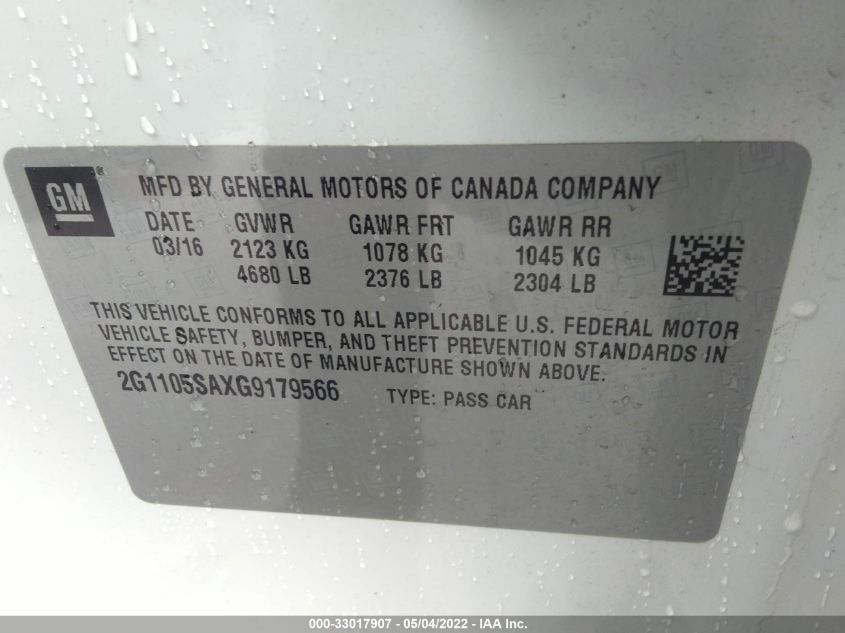 GM
MFD BY GENERAL MOTORS OF CANADA COMPANY
DATE GVWR GAWR FRT GAWR RR
03/16 2123 KG 1078 KG 1045 KG
4680 LB 2376 LB 2304 LB
THIS VEHICLE CONFORMS TO ALL APPLICABLE U.S. FEDERAL MOTOR
VEHICLE SAFETY, BUMPER, AND THEFT PREVENTION STANDARDS IN
EFFECT ON THE DATE OF MANUFACTURE SHOWN ABOVE.
2G1105SAXG9179566 TYPE: PASS CAR
000-33017907 - 05/04/2022 - IAA Inc.